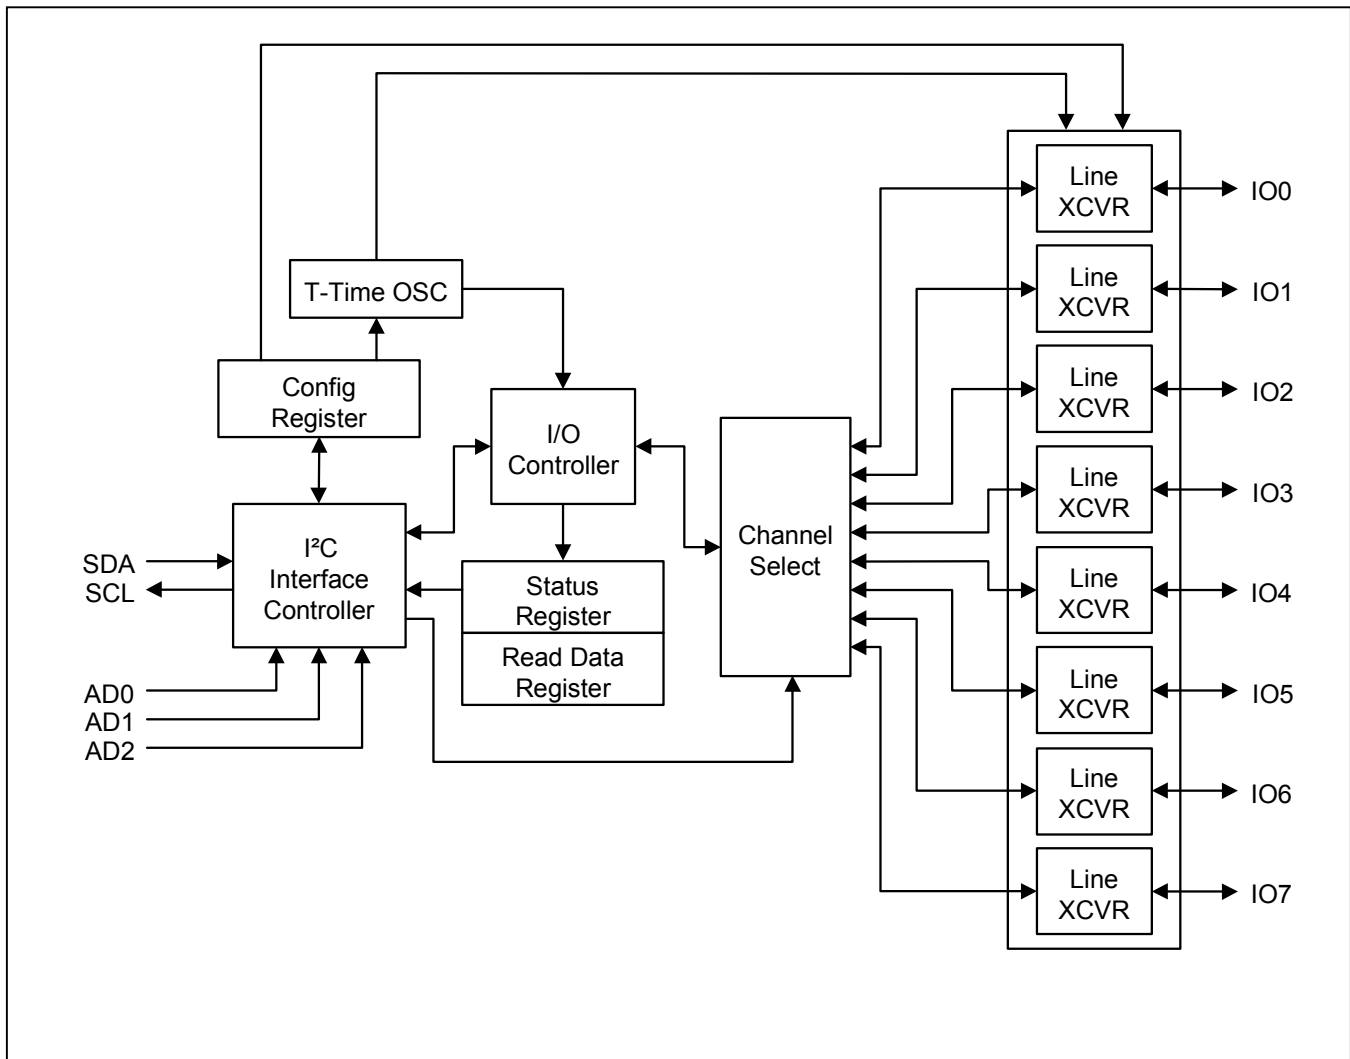 T-Time OSC
Config
Register
I/O
Controller
I²C
Interface
Controller
SDA
SCL
AD0
AD1
AD2
Status
Register
Read Data
Register
Channel
Select
Line
XCVR
IO0
Line
XCVR
IO1
Line
XCVR
IO2
Line
XCVR
IO3
Line
XCVR
IO4
Line
XCVR
IO5
Line
XCVR
IO6
Line
XCVR
IO7